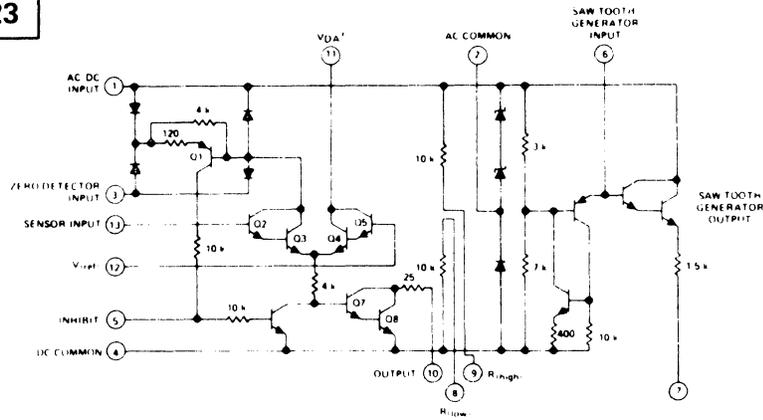 23
SAW TOOTH
GENERATOR
INPUT
6
VDA'
11
AC COMMON
2
AC DC
INPUT
1
4 k
120
Q1
10 k
3 k
ZERO DETECTOR
INPUT
3
SENSOR INPUT
13
Q2
Q3
Q4
Q5
SAW TOOTH
GENERATOR
OUTPUT
Vref
12
10 k
4 k
25
10 k
7 k
1.5 k
INHIBIT
5
10 k
Q7
Q8
400
10 k
DC COMMON
4
OUTPUT
10
9
R(high)
8
R(low)
7